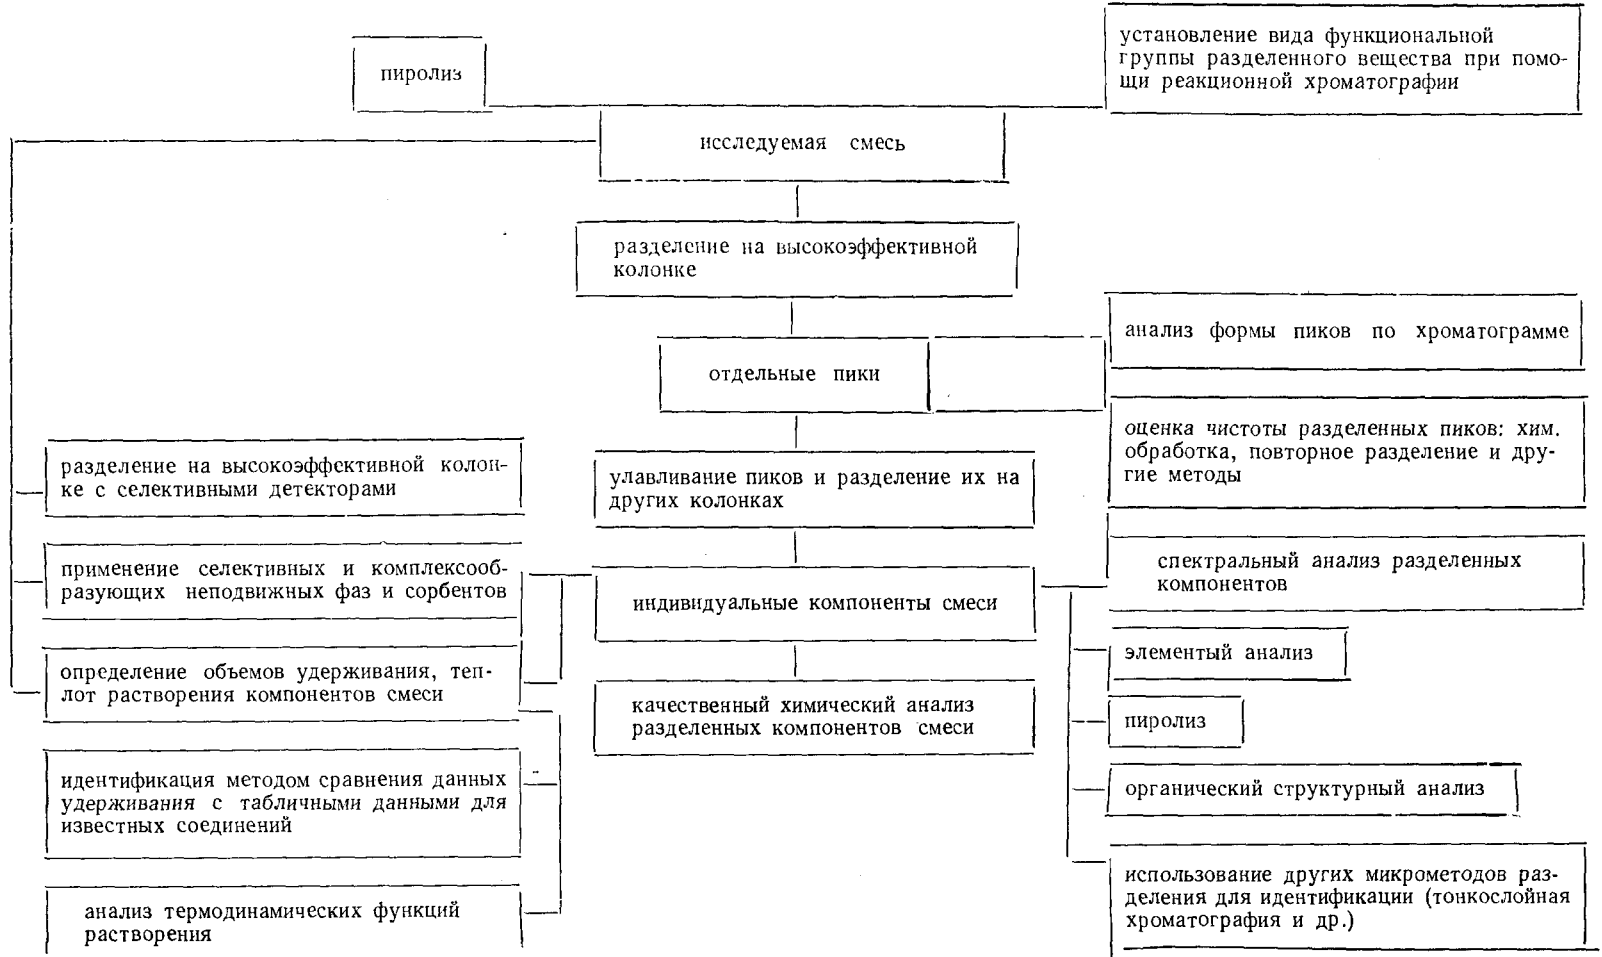 пиролиз
установление вида функциональной
группы разделенного вещества при помо-
щи реакционной хроматографии
исследуемая смесь
разделение на высокоэффективной
колонке
отдельные пики
анализ формы пиков по хроматограмме
оценка чистоты разделенных пиков: хим.
обработка, повторное разделение и дру-
гие методы
разделение на высокоэффективной колон-
ке с селективными детекторами
улавливание пиков и разделение их на
других колонках
применение селективных и комплексооб-
разующих неподвижных фаз и сорбентов
индивидуальные компоненты смеси
спектральный анализ разделенных
компонентов
элементый анализ
определение объемов удерживания, теп-
лот растворения компонентов смеси
качественный химический анализ
разделенных компонентов смеси
пиролиз
идентификация методом сравнения данных
удерживания с табличными данными для
известных соединений
органический структурный анализ
анализ термодинамических функций
растворения
использование других микрометодов раз-
деления для идентификации (тонкослойная
хроматография и др.)